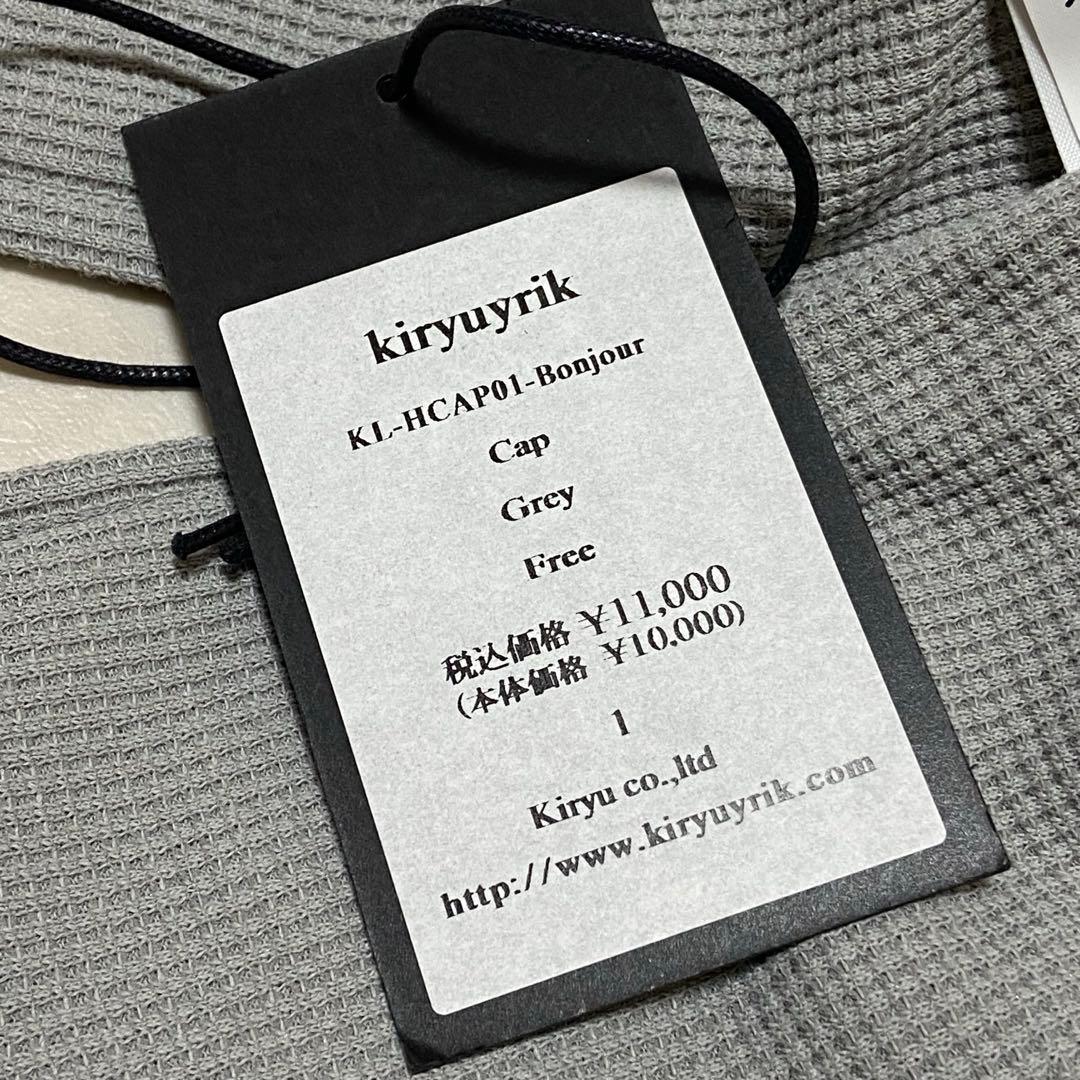 kiryuyrik
KL-HCAP01-Bonjour
Cap
Grey
Free
税込価格 ¥11,000
(本体価格 ¥10,000)
1
Kiryu co.,ltd
http://www.kiryuyrik.com